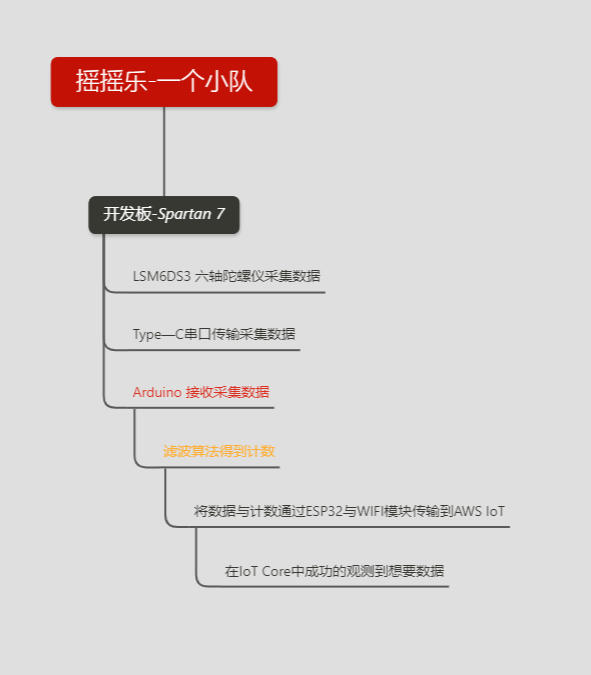 摇摇乐-一个小队
开发板-Spartan 7
LSM6DS3 六轴陀螺仪采集数据
Type—C串口传输采集数据
Arduino 接收采集数据
滤波算法得到计数
将数据与计数通过ESP32与WIFI模块传输到AWS IoT
在IoT Core中成功的观测到想要数据